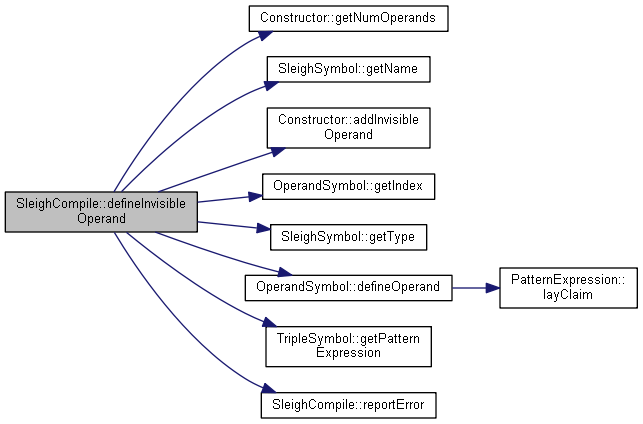 Constructor::getNumOperands
SleighSymbol::getName
Constructor::addInvisible
Operand
SleighCompile::defineInvisible
Operand
OperandSymbol::getIndex
SleighSymbol::getType
OperandSymbol::defineOperand
PatternExpression::
layClaim
TripleSymbol::getPattern
Expression
SleighCompile::reportError